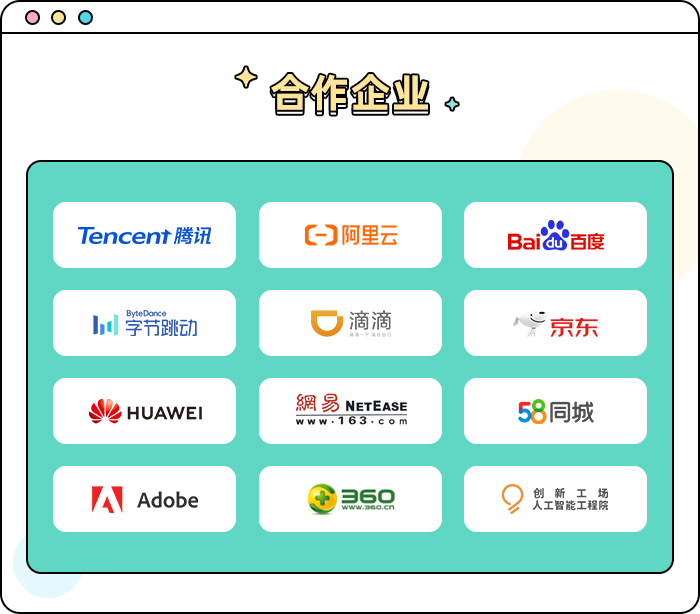 合作企业
Tencent 腾讯
阿里云
Bai du 百度
ByteDance
字节跳动
滴滴
京东
HUAWEI
網易 NETEASE
www.163.com
58同城
Adobe
360
www.360.cn
创新工场
人工智能工程院